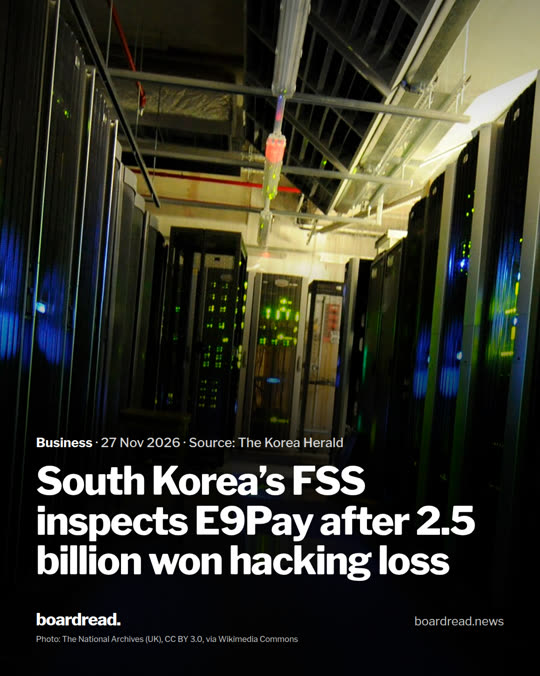 Business · 27 Nov 2026 · Source: The Korea Herald
South Korea’s FSS
inspects E9Pay after 2.5
billion won hacking loss
boardread.
boardread.news
Photo: The National Archives (UK), CC BY 3.0, via Wikimedia Commons